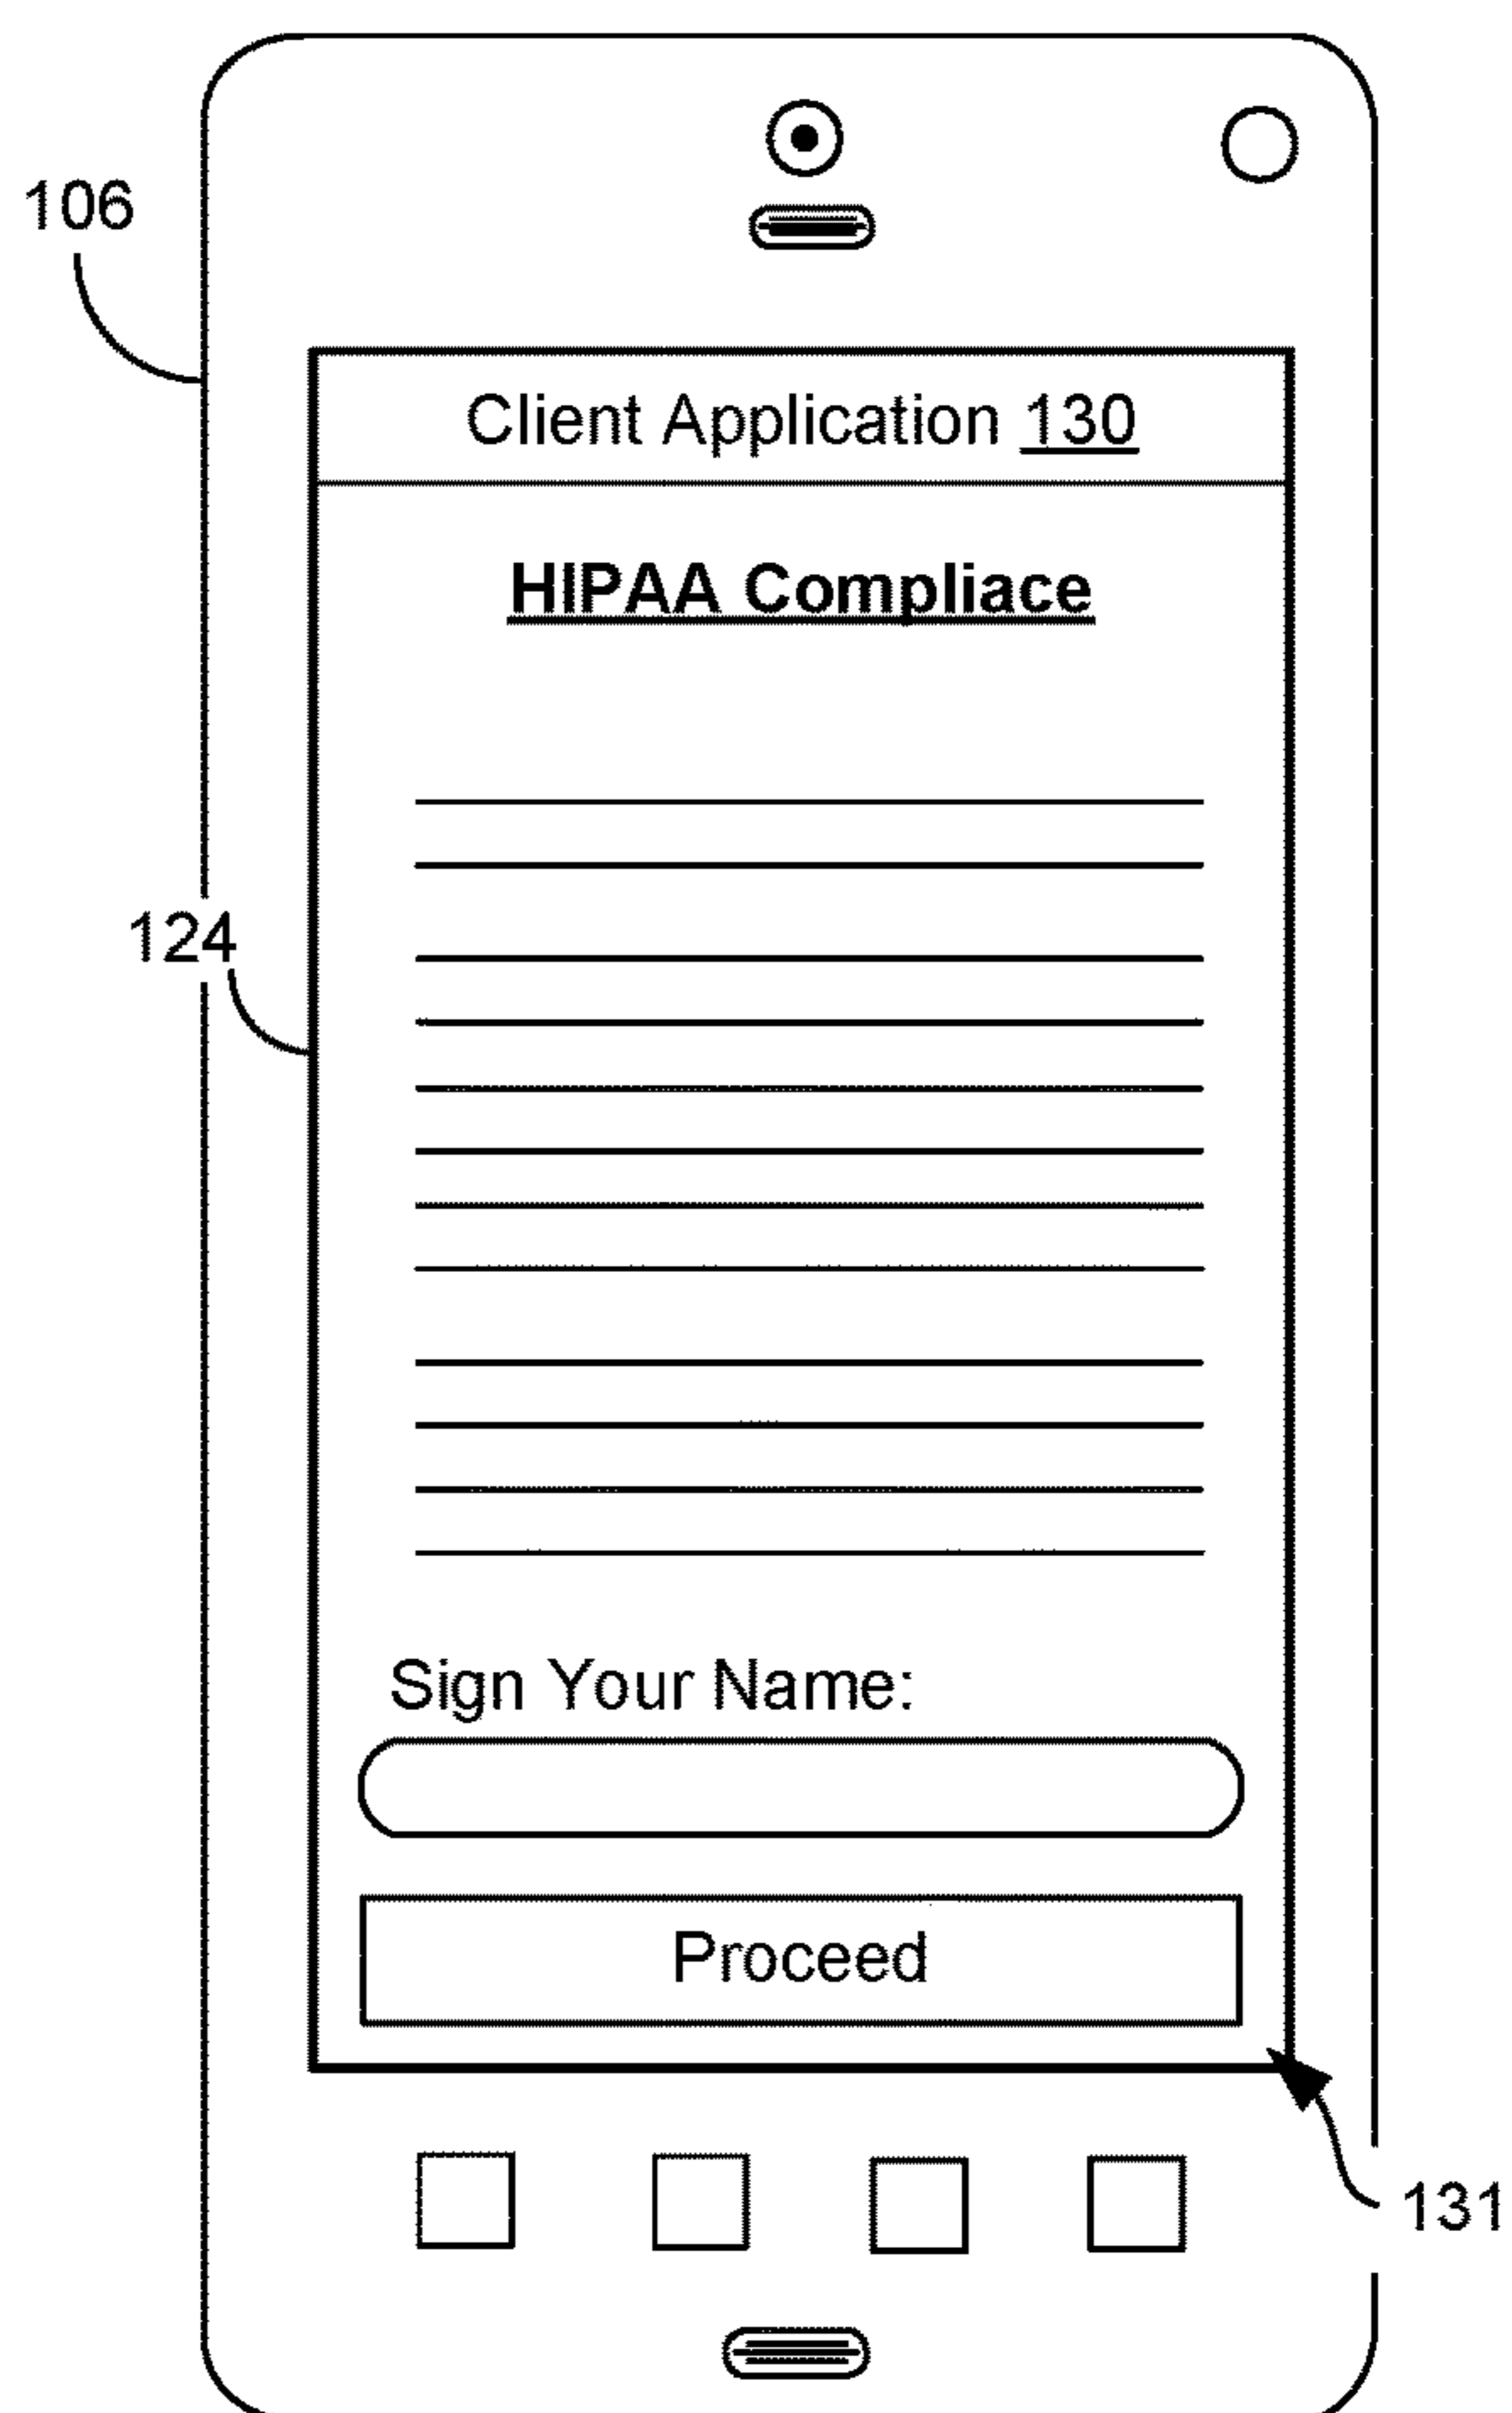 106
Client Application 130
HIPAA Compliace
124
Sign Your Name:
Proceed
131